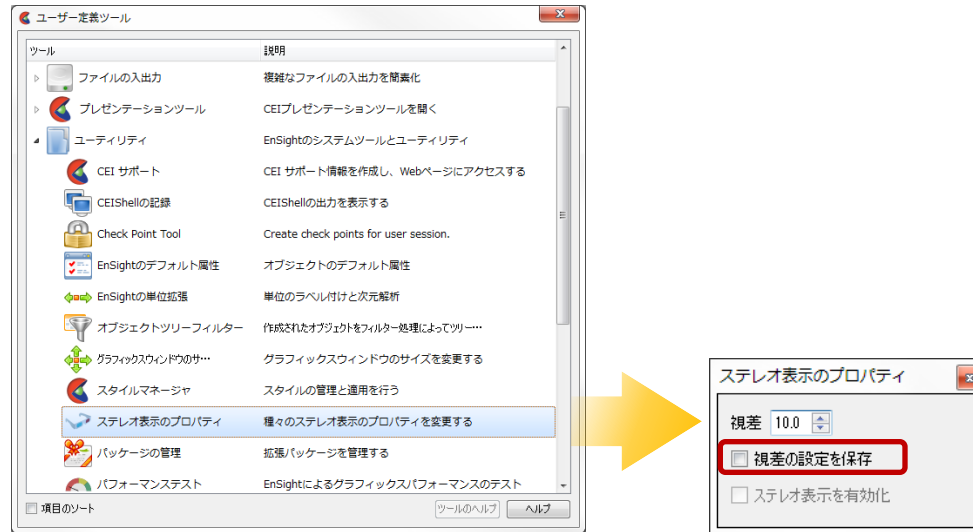 ユーザー定義ツール
ツール 説明
ファイルの入出力 複雑なファイルの入出力を簡素化
プレゼンテーションツール CEIプレゼンテーションツールを開く
ユーティリティ EnSightのシステムツールとユーティリティ
CEI サポート CEI サポート情報を作成し、Webページにアクセスする
CEIShellの記録 CEIShellの出力を表示する
Check Point Tool Create check points for user session.
EnSightのデフォルト属性 オブジェクトのデフォルト属性
EnSightの単位拡張 単位のラベル付けと次元解析
オブジェクトツリーフィルター 作成されたオブジェクトをフィルター処理によってツリー…
グラフィックスウィンドウのサ… グラフィックスウィンドウのサイズを変更する
スタイルマネージャ スタイルの管理と適用を行う
ステレオ表示のプロパティ 種々のステレオ表示のプロパティを変更する
パッケージの管理 拡張パッケージを管理する
パフォーマンステスト EnSightによるグラフィックスパフォーマンスのテスト
項目のソート ツールのヘルプ ヘルプ
ステレオ表示のプロパティ
視差 10.0
視差の設定を保存
ステレオ表示を有効化